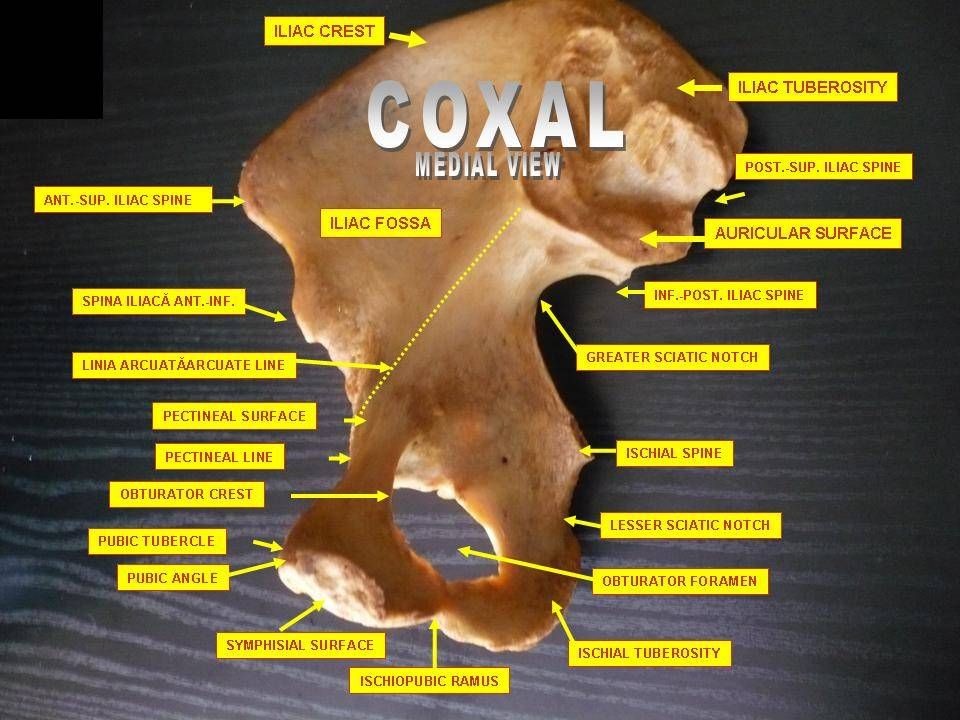 ILIAC CREST
ILIAC TUBEROSITY
COXAL
MEDIAL VIEW
POST.-SUP. ILIAC SPINE
ANT.-SUP. ILIAC SPINE
ILIAC FOSSA
AURICULAR SURFACE
SPINA ILIACĂ ANT.-INF.
INF.-POST. ILIAC SPINE
LINIA ARCUATĂARCUATE LINE
GREATER SCIATIC NOTCH
PECTINEAL SURFACE
PECTINEAL LINE
ISCHIAL SPINE
OBTURATOR CREST
LESSER SCIATIC NOTCH
PUBIC TUBERCLE
PUBIC ANGLE
OBTURATOR FORAMEN
SYMPHISIAL SURFACE
ISCHIAL TUBEROSITY
ISCHIOPUBIC RAMUS